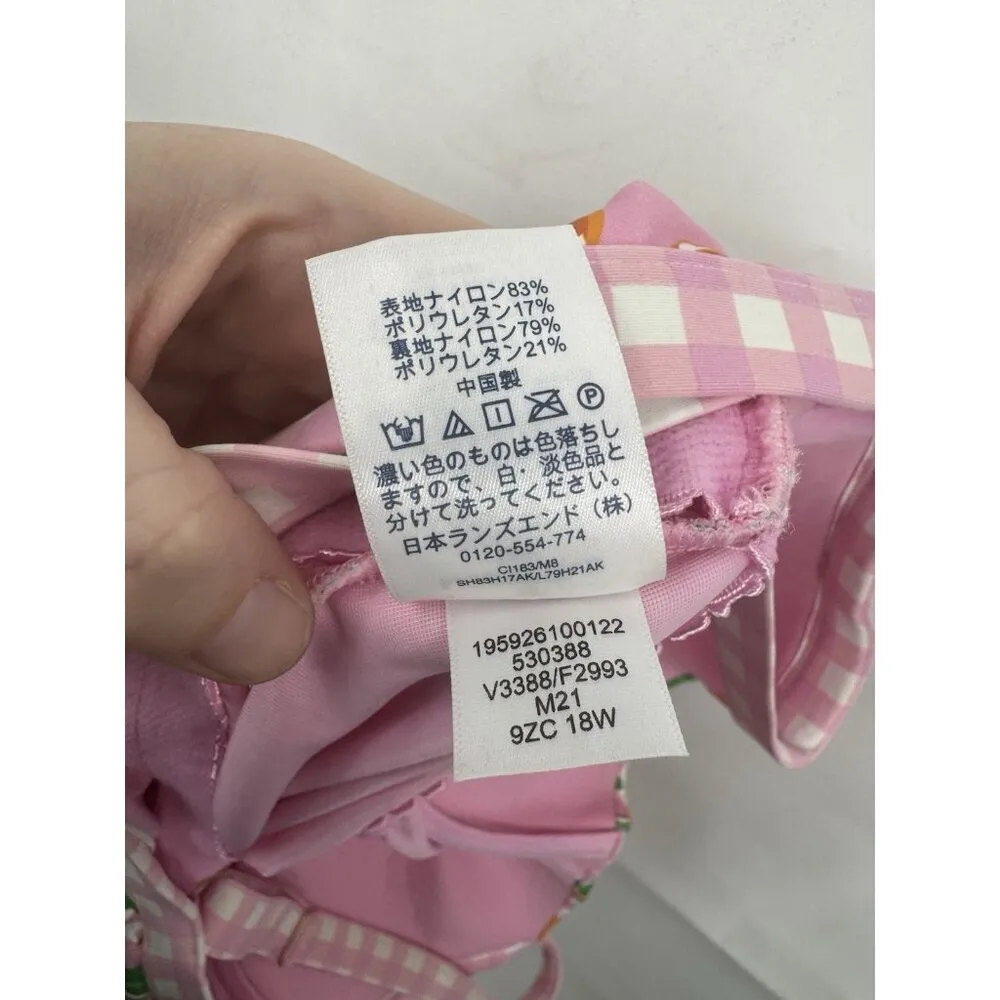 表地ナイロン83%
ポリウレタン17%
裏地ナイロン79%
ポリウレタン21%
中国製
P
濃い色のものは色落ちし
ますので、白・淡色品と
分けて洗ってください。
日本ランズエンド（株）
0120-554-774
CI183/M8
SH83H17AK/L79H21AK
195926100122
530388
V3388/F2993
M21
9ZC 18W